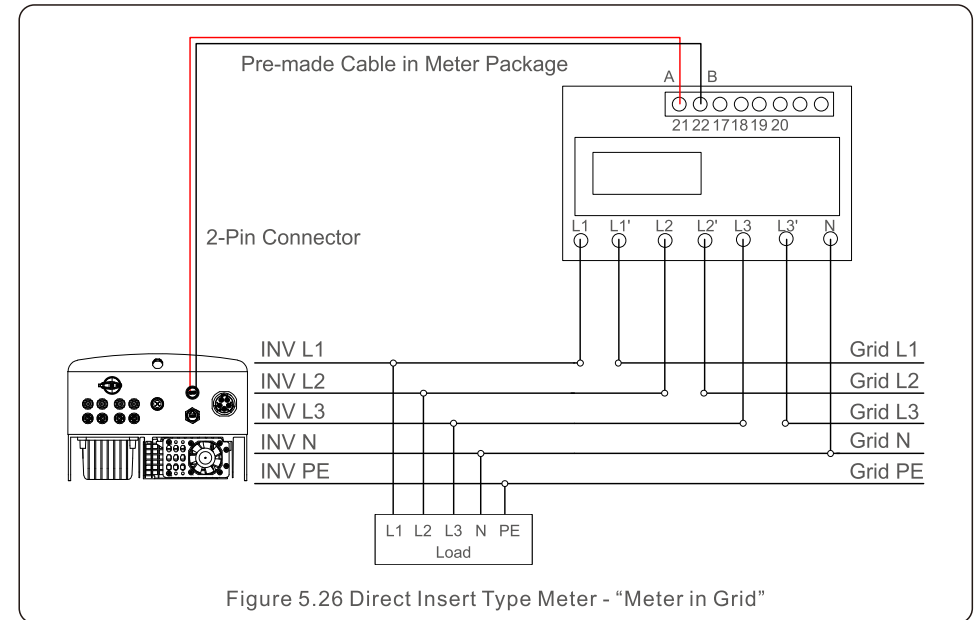 Pre-made Cable in Meter Package
A B
21 22 17 18 19 20
2-Pin Connector
L1 L1' L2 L2' L3 L3' N
INV L1 Grid L1
INV L2 Grid L2
INV L3 Grid L3
INV N Grid N
INV PE Grid PE
L1 L2 L3 N PE
Load
Figure 5.26 Direct Insert Type Meter - “Meter in Grid”